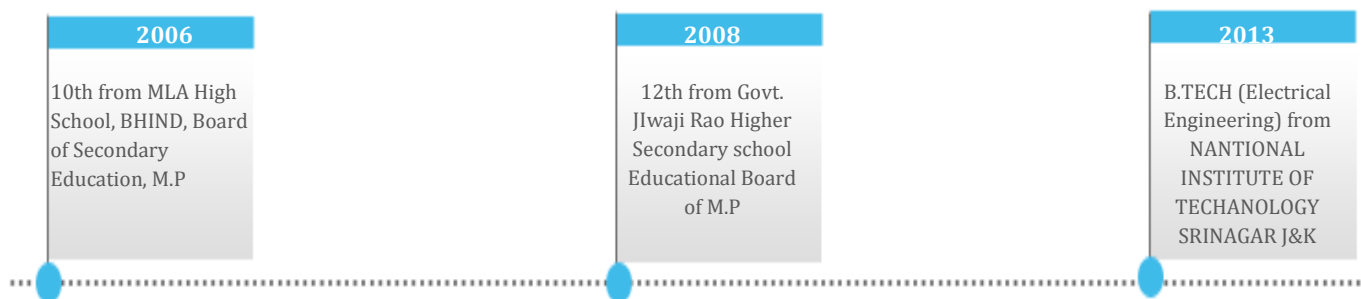 2006
10th from MLA High
School, BHIND, Board
of Secondary
Education, M.P
2008
12th from Govt.
JIwaji Rao Higher
Secondary school
Educational Board
of M.P
2013
B.TECH (Electrical
Engineering) from
NANTIONAL
INSTITUTE OF
TECHANOLOGY
SRINAGAR J&K